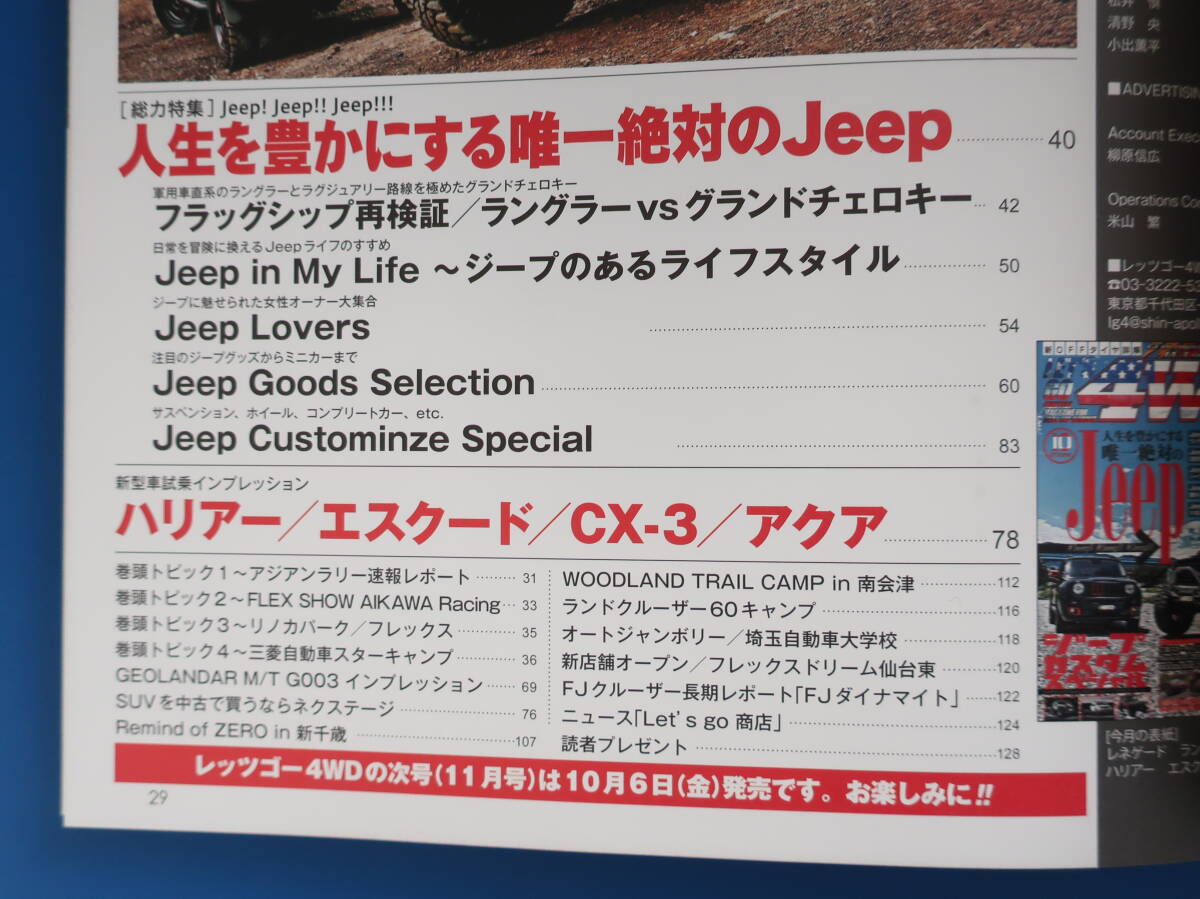 [総力特集] Jeep! Jeep!! Jeep!!!
人生を豊かにする唯一絶対のJeep 40
軍用車直系のラングラーとラグジュアリー路線を極めたグランドチェロキー
フラッグシップ再検証／ラングラーvsグランドチェロキー 42
日常を冒険に換えるJeepライフのすすめ
Jeep in My Life ～ジープのあるライフスタイル 50
ジープに魅せられた女性オーナー大集合
Jeep Lovers 54
注目のジープグッズからミニカーまで
Jeep Goods Selection 60
サスペンション、ホイール、コンプリートカー、etc.
Jeep Custominze Special 83
新型車試乗インプレッション
ハリアー／エスクード／CX-3／アクア 78
巻頭トピック1～アジアンラリー速報レポート 31
巻頭トピック2～FLEX SHOW AIKAWA Racing 33
巻頭トピック3～リノカパーク／フレックス 35
巻頭トピック4～三菱自動車スターキャンプ 36
GEOLANDAR M/T G003 インプレッション 69
SUVを中古で買うならネクステージ 76
Remind of ZERO in 新千歳 107
WOODLAND TRAIL CAMP in 南会津 112
ランドクルーザー60キャンプ 116
オートジャンボリー／埼玉自動車大学校 118
新店舗オープン／フレックスドリーム仙台東 120
FJクルーザー長期レポート「FJダイナマイト」 122
ニュース「Let's go 商店」 124
読者プレゼント 128
レッツゴー4WDの次号(11月号)は10月6日(金)発売です。お楽しみに!!
29
清野 央
小出薫平
■ADVERTISIN
Account Exec
柳原信広
Operations Coo
米山 繁
■レッツゴー4W
☎03-3222-52
東京都千代田区
lg4@shin-apol
4W
10
人生を豊かにする
唯一絶対の
Jeep
ジープ
カスタム
スペシャル
[今月の表紙]
レネゲード ラン
ハリアー エスク